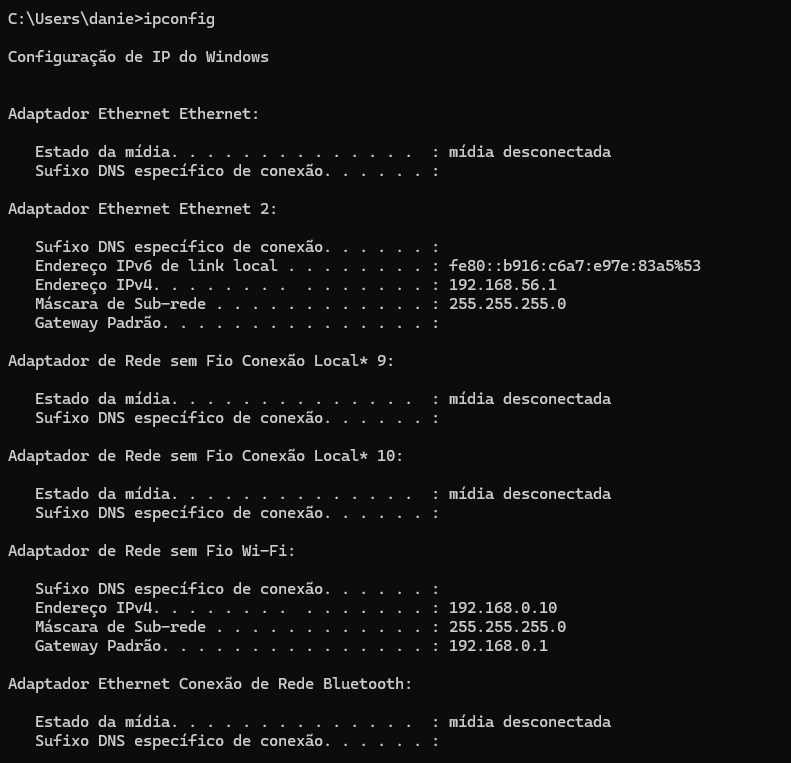 C:\Users\danie>ipconfig
Configuração de IP do Windows
Adaptador Ethernet Ethernet:
Estado da mídia. . . . . . . . . . . . . .  : mídia desconectada
Sufixo DNS específico de conexão. . . . . . :
Adaptador Ethernet Ethernet 2:
Sufixo DNS específico de conexão. . . . . . :
Endereço IPv6 de link local . . . . . . . . : fe80::b916:c6a7:e97e:83a5%53
Endereço IPv4. . . . . . . .  . . . . . . . : 192.168.56.1
Máscara de Sub-rede . . . . . . . . . . . . : 255.255.255.0
Gateway Padrão. . . . . . . . . . . . . . . :
Adaptador de Rede sem Fio Conexão Local* 9:
Estado da mídia. . . . . . . . . . . . . .  : mídia desconectada
Sufixo DNS específico de conexão. . . . . . :
Adaptador de Rede sem Fio Conexão Local* 10:
Estado da mídia. . . . . . . . . . . . . .  : mídia desconectada
Sufixo DNS específico de conexão. . . . . . :
Adaptador de Rede sem Fio Wi-Fi:
Sufixo DNS específico de conexão. . . . . . :
Endereço IPv4. . . . . . . .  . . . . . . . : 192.168.0.10
Máscara de Sub-rede . . . . . . . . . . . . : 255.255.255.0
Gateway Padrão. . . . . . . . . . . . . . . : 192.168.0.1
Adaptador Ethernet Conexão de Rede Bluetooth:
Estado da mídia. . . . . . . . . . . . . .  : mídia desconectada
Sufixo DNS específico de conexão. . . . . . :